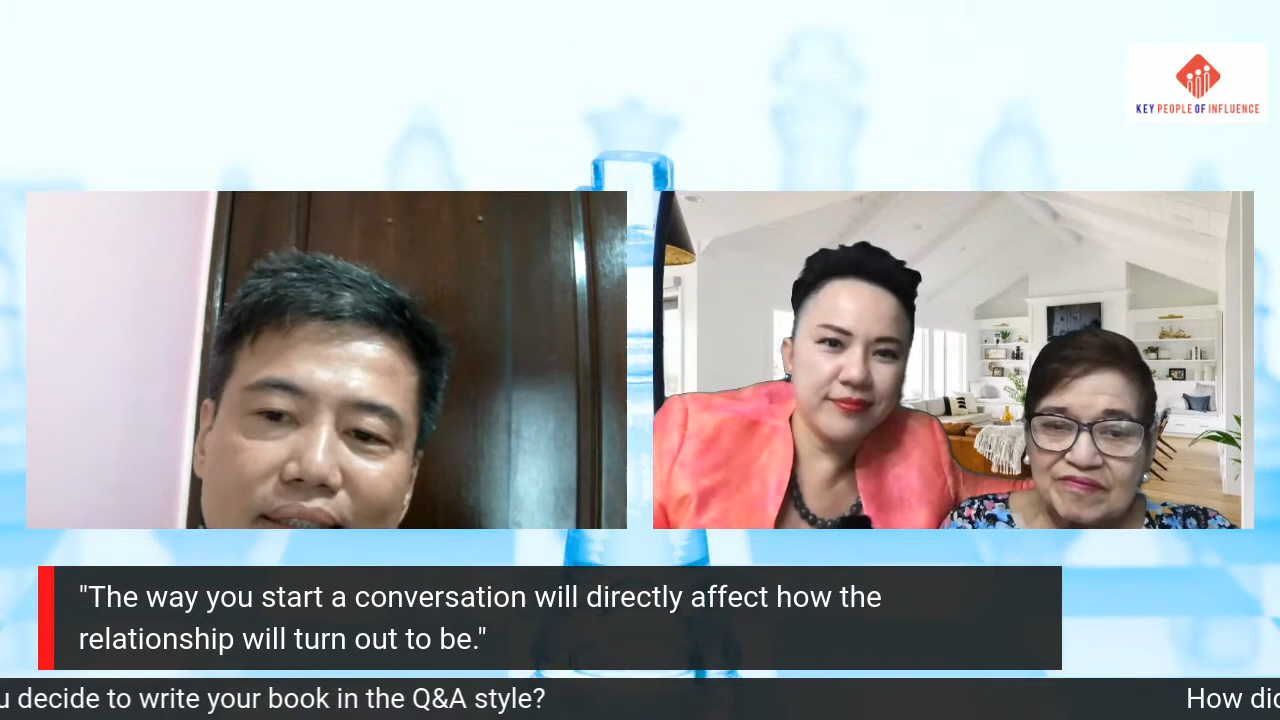 KEY PEOPLE OF INFLUENCE
"The way you start a conversation will directly affect how the
relationship will turn out to be."
u decide to write your book in the Q&A style?
How did